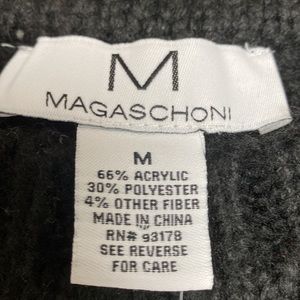 M
MAGASCHONI
M
66% ACRYLIC
30% POLYESTER
4% OTHER FIBER
MADE IN CHINA
RN# 93178
SEE REVERSE
FOR CARE